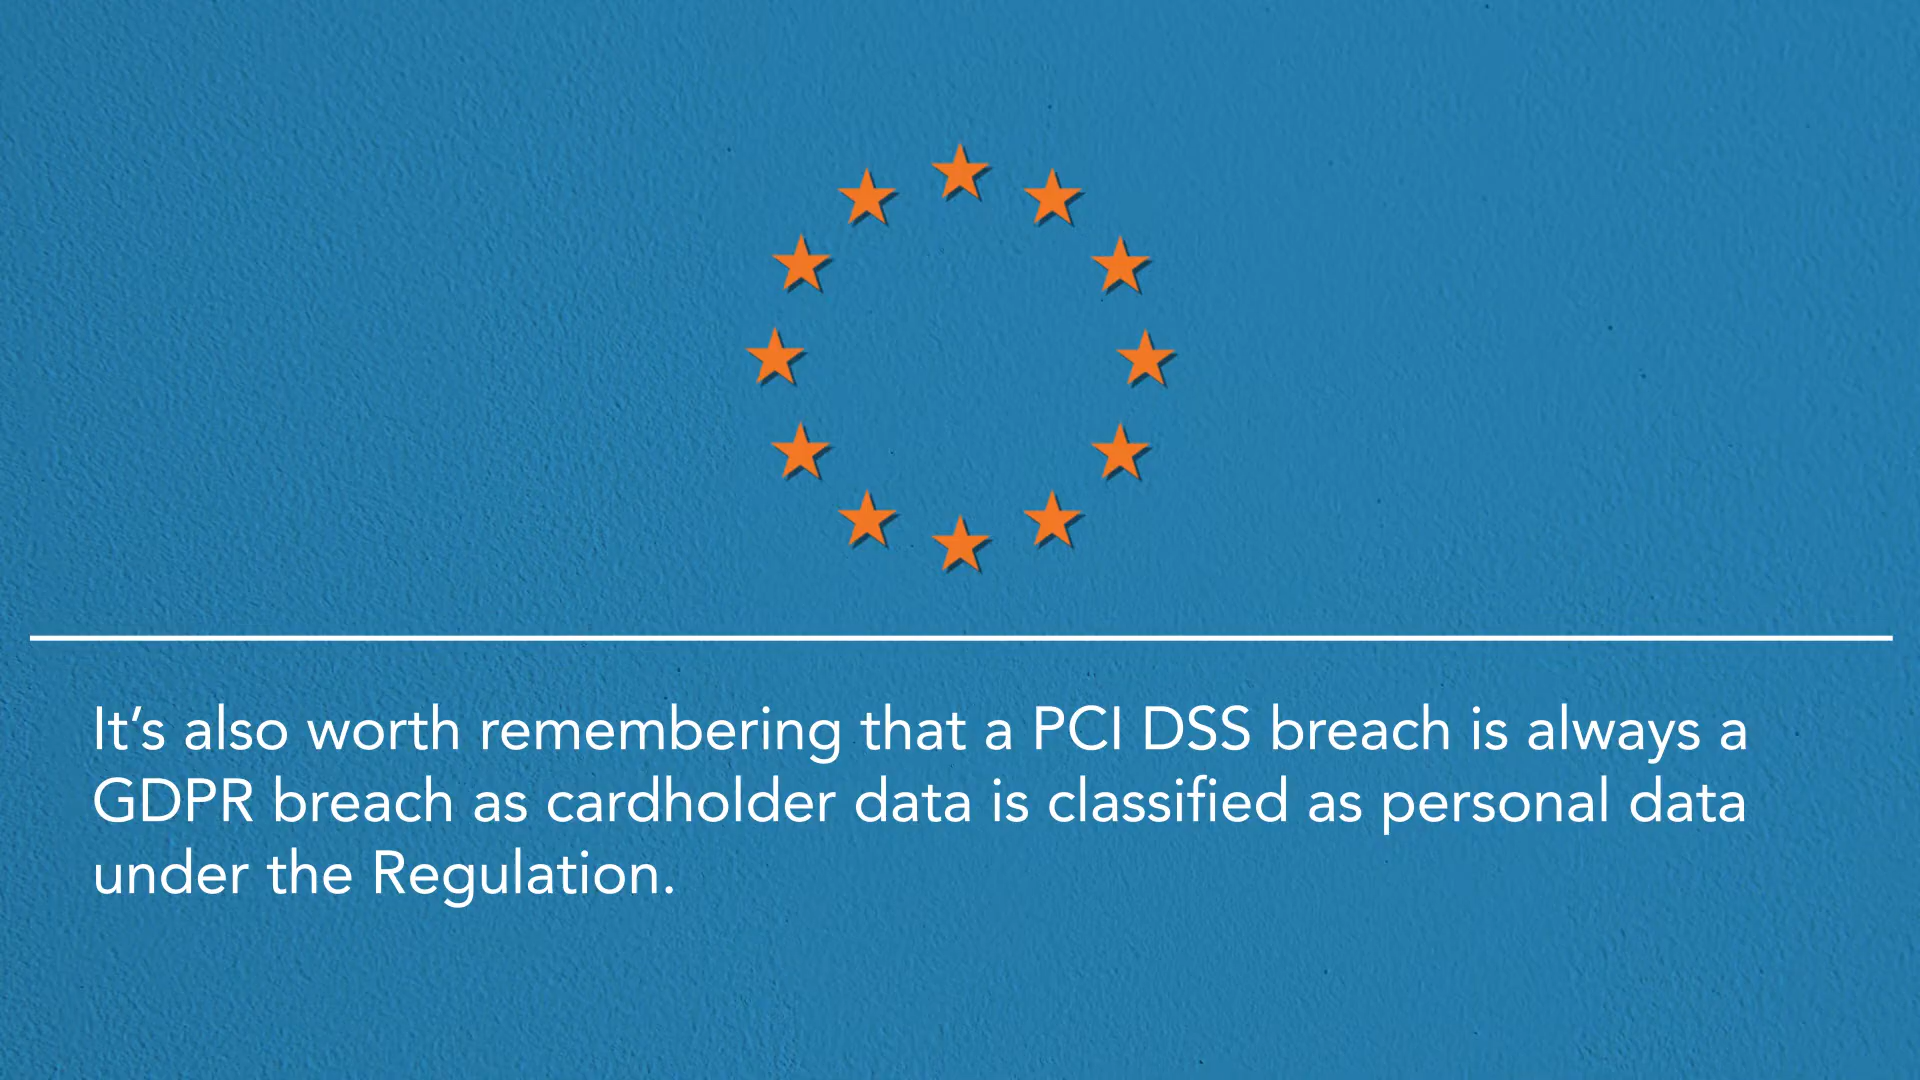 It’s also worth remembering that a PCI DSS breach is always a
GDPR breach as cardholder data is classified as personal data
under the Regulation.